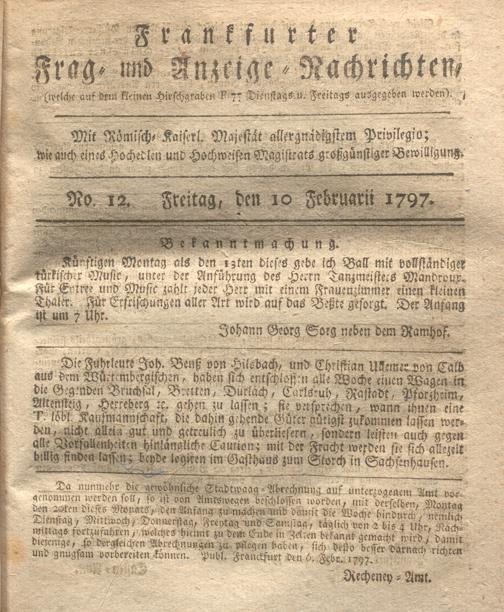 Frankfurter
Frag- und Anzeige-Nachrichten,
(welche auf dem kleinen Hirschgraben F 77 Dienstags u. Freitags ausgegeben werden).
Mit Römisch-Kaiserl. Majestät allergnädigstem Privilegio;
wie auch eines Hochedlen und Hochweisen Magistrats großgünstiger Bewilligung.
No. 12. Freitag, den 10 Februarii 1797.
Bekanntmachung.
Künftigen Montag als den 13ten dieses gebe ich Ball mit vollständiger
türkischer Music, unter der Anführung des Herrn Tanzmeisters Mandroux.
Für Entree und Music zahlt jeder Herr mit einem Frauenzimmer einen kleinen
Thaler. Für Erfrischungen aller Art wird auf das Beßte gesorgt. Der Anfang
ist um 7 Uhr.
Johann Georg Sorg neben dem Ramhof.
Die Fuhrleute Joh. Benß von Hilsbach, und Christian von Calb
aus dem Würtembergischen, haben sich entschlossen alle Woche einen Wagen in
die Gegenden Bruchsal, Bretten, Durlach, Carlsruh, Rastadt, Pforzheim,
Altensteig, Herreberg ꝛc. gehen zu lassen; sie versprechen, wann ihnen eine
T. löbl. Kaufmannschaft, die dahin gehende Güter nötigst zukommen lassen wer-
den, nicht allein gut und getreulich zu überliefern, sondern leisten auch gegen
alle Vorfallenheiten hinlängliche Caution; mit der Fracht werden sie sich allezeit
billig finden lassen; beyde logiren im Gasthaus zum Storch in Sachsenhausen.
Da nunmehr die gewöhnliche Stadtwaag-Abrechnung auf unterzogenem Amt vor-
genommen werden soll, so ist von Amtswegen beschlossen worden, mit derselben, Montag
den 20ten dieses Monats, den Anfang zu machen und damit die Woche hindurch, nemlich
Dienstag, Mittwoch, Donnerstag, Freytag und Samstag, täglich von 2 bis 4 Uhr, Nach-
mittags fortzufahren, welches hiemit zu dem Ende in Zeiten bekannt gemacht wird, damit
diejenige, so dergleichen Abrechnungen zu pflegen haben, sich desto besser darnach richten
und gnugsam vorbereiten können. Publ. Franckfurt den 6. Febr. 1797.
Recheney-Amt.